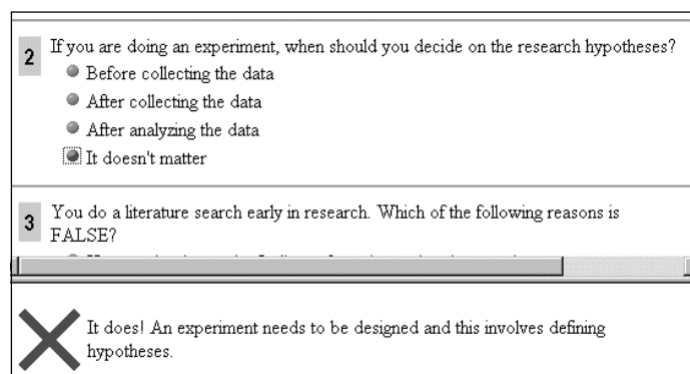 2 If you are doing an experiment, when should you decide on the research hypotheses?
Before collecting the data
After collecting the data
After analyzing the data
It doesn't matter
3 You do a literature search early in research. Which of the following reasons is
FALSE?
It does! An experiment needs to be designed and this involves defining
hypotheses.